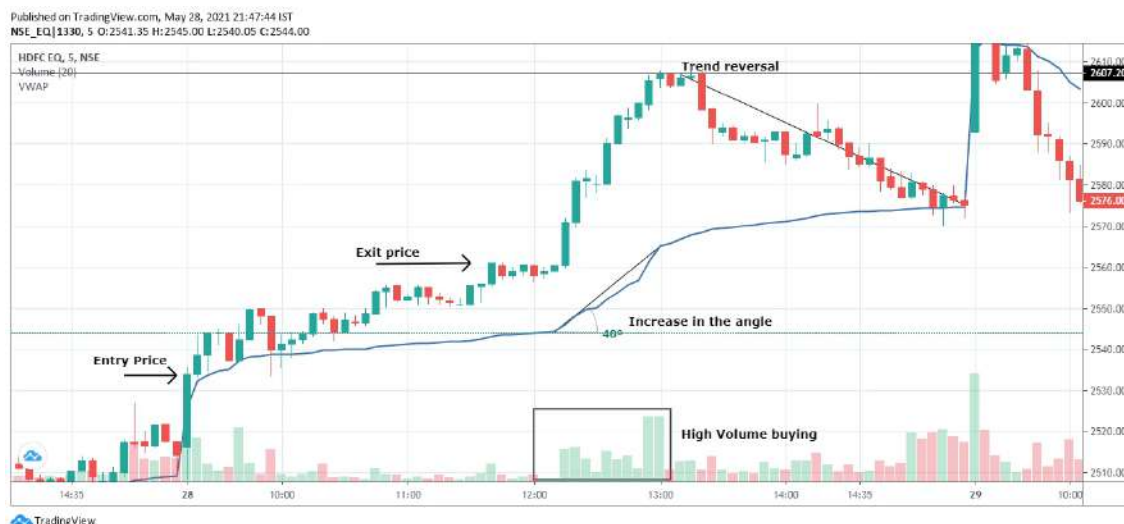 Published on TradingView.com, May 28, 2021 21:47:44 IST
NSE_EQ|1330, 5 O:2541.35 H:2545.00 L:2540.05 C:2544.00
HDFC EQ, 5, NSE
Volume (20)
VWAP
Trend reversal
2610.00
2607.20
2600.00
2590.00
2580.00
2576.00
2570.00
Exit price
2560.00
2550.00
Increase in the angle
40°
Entry Price
2540.00
2530.00
High Volume buying
2520.00
2510.00
14:35 28 10:00 11:00 12:00 13:00 14:00 14:35 29 10:00
TradingView